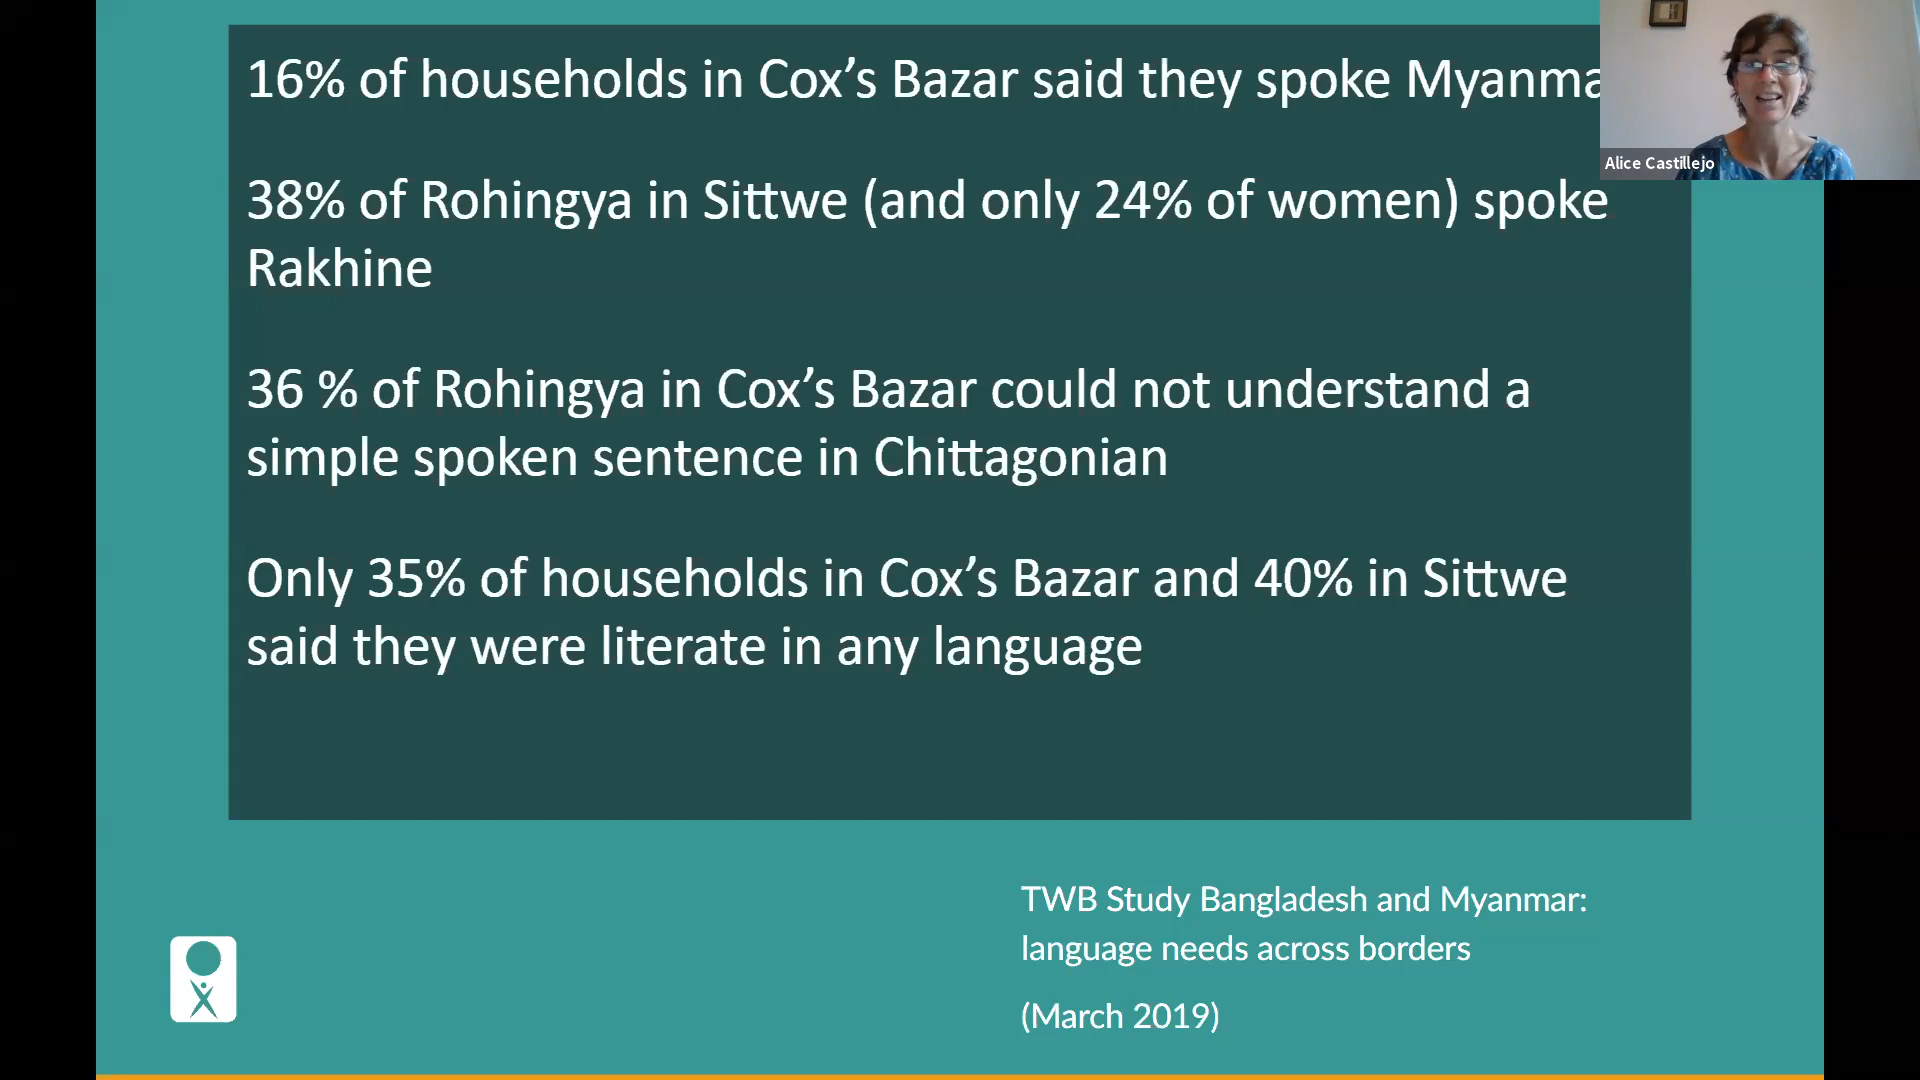 16% of households in Cox’s Bazar said they spoke
38% of Rohingya in Sittwe (and only 24% of women) spoke
Rakhine
36 % of Rohingya in Cox’s Bazar could not understand a
simple spoken sentence in Chittagonian
Only 35% of households in Cox’s Bazar and 40% in Sittwe
said they were literate in any language
Alice Castillejo
TWB Study Bangladesh and Myanmar:
language needs across borders
(March 2019)